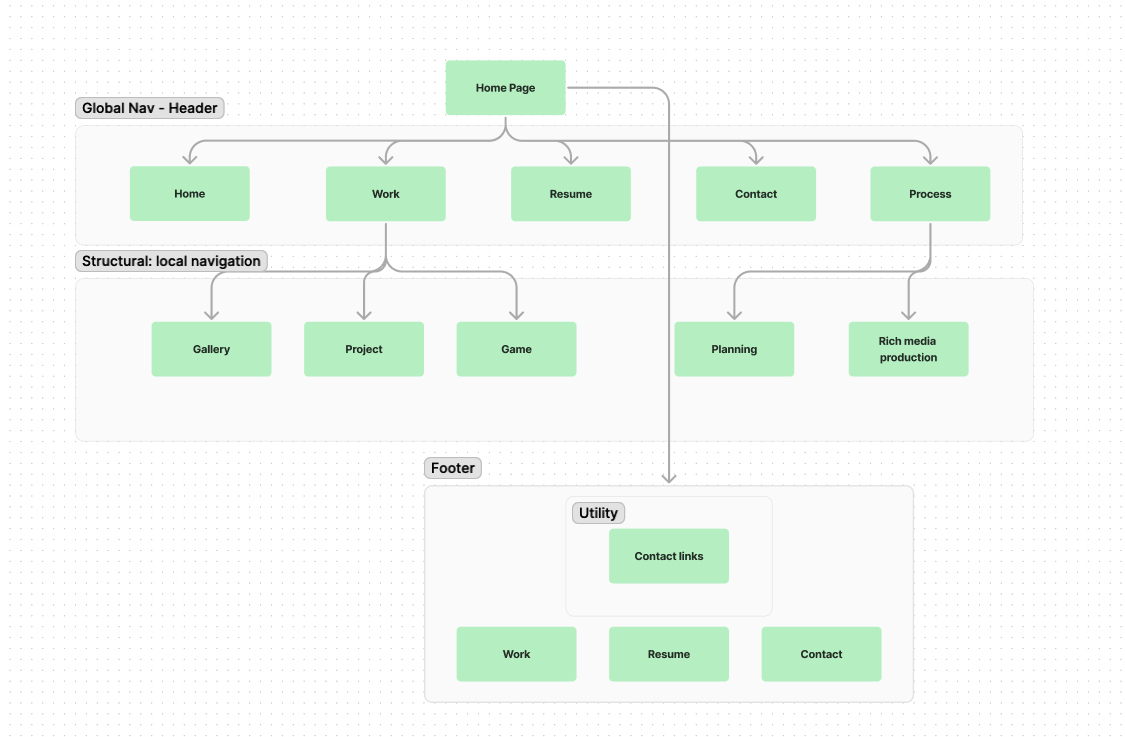 Home Page
Global Nav - Header
Home
Work
Resume
Contact
Process
Structural: local navigation
Gallery
Project
Game
Planning
Rich media
production
Footer
Utility
Contact links
Work
Resume
Contact